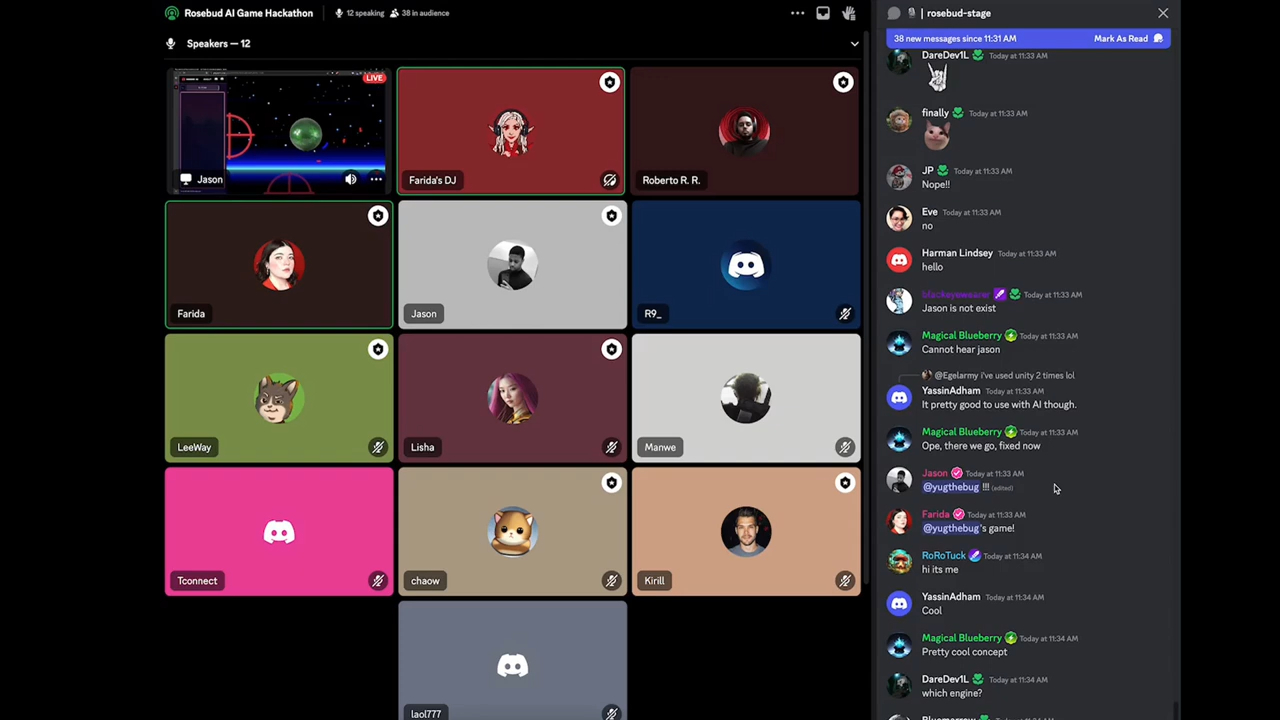 Rosebud AI Game Hackathon
12 speaking
38 in audience
Speakers — 12
LIVE
Jason
Farida's DJ
Roberto R. R.
Farida
Jason
R9_
LeeWay
Lisha
Manwe
Tconnect
chaow
Kirill
laol777
| rosebud-stage
38 new messages since 11:31 AM
Mark As Read
DareDev1L Today at 11:33 AM
finally Today at 11:33 AM
JP Today at 11:33 AM
Nope!!
Eve Today at 11:33 AM
no
Harman Lindsey Today at 11:33 AM
hello
blackeyewearer Today at 11:33 AM
Jason is not exist
Magical Blueberry Today at 11:33 AM
Cannot hear jason
@Egelarmy i've used unity 2 times lol
YassinAdham Today at 11:33 AM
It pretty good to use with AI though.
Magical Blueberry Today at 11:33 AM
Ope, there we go, fixed now
Jason Today at 11:33 AM
@yugthebug !!! (edited)
Farida Today at 11:33 AM
@yugthebug's game!
RoRoTuck Today at 11:34 AM
hi its me
YassinAdham Today at 11:34 AM
Cool
Magical Blueberry Today at 11:34 AM
Pretty cool concept
DareDev1L Today at 11:34 AM
which engine?